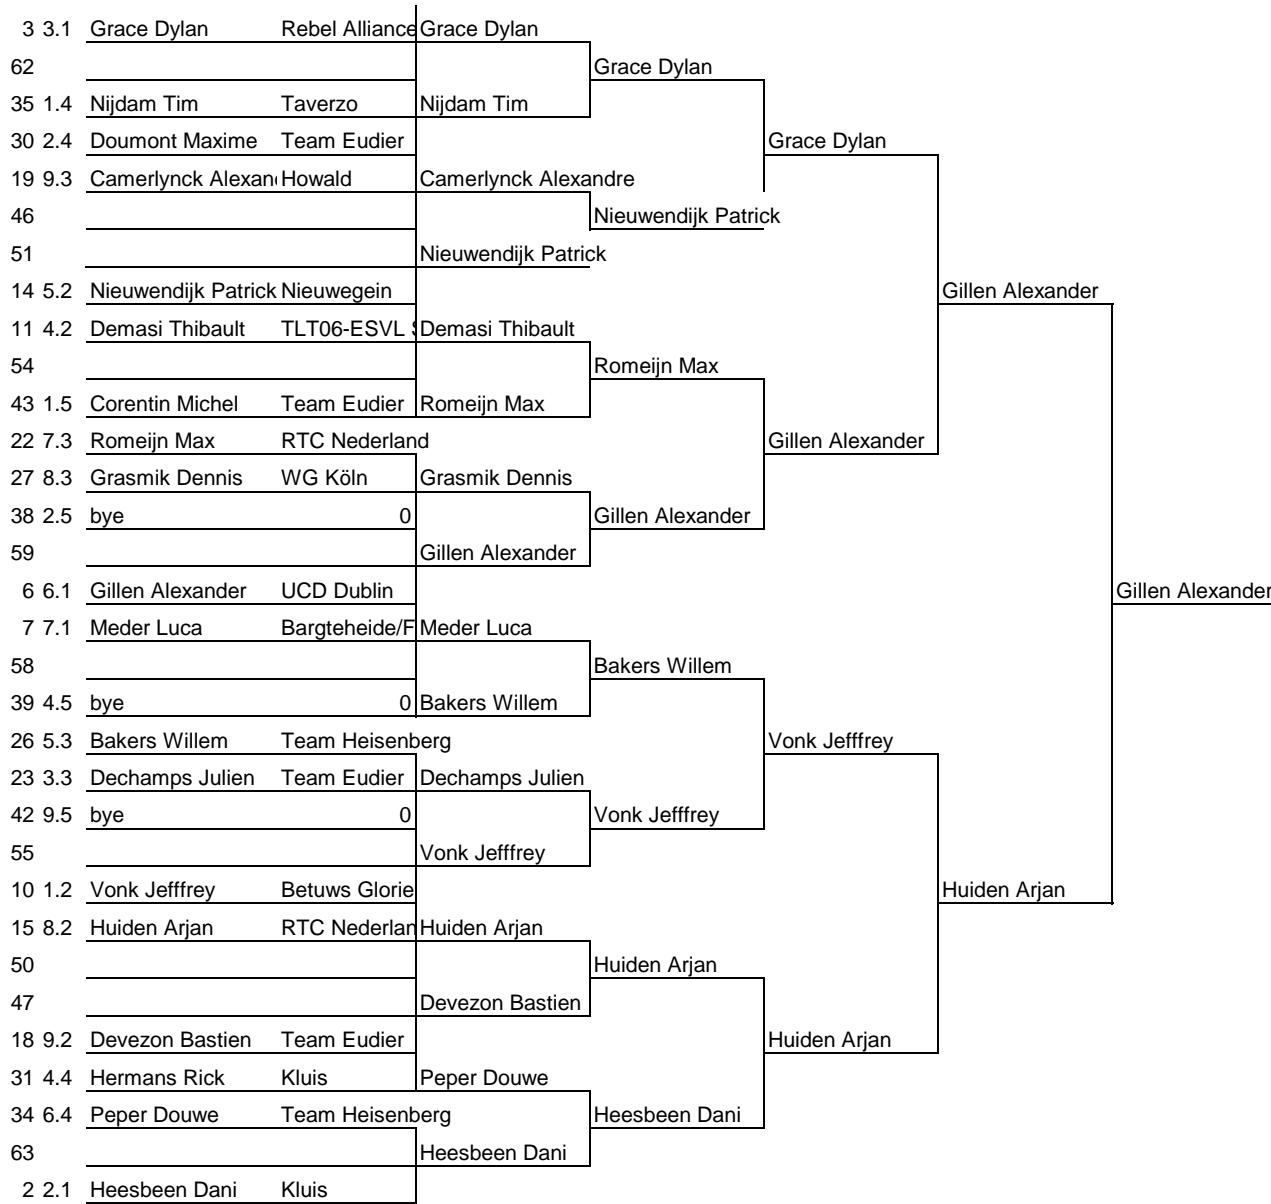 3 3.1 Grace Dylan Rebel Alliance Grace Dylan
62 Grace Dylan
35 1.4 Nijdam Tim Taverzo Nijdam Tim
30 2.4 Doumont Maxime Team Eudier Grace Dylan
19 9.3 Camerlynck Alexan Howald Camerlynck Alexandre
46 Nieuwendijk Patrick
51 Nieuwendijk Patrick
14 5.2 Nieuwendijk Patrick Nieuwegein Gillen Alexander
11 4.2 Demasi Thibault TLT06-ESVL Demasi Thibault
54 Romeijn Max
43 1.5 Corentin Michel Team Eudier Romeijn Max
22 7.3 Romeijn Max RTC Nederland Gillen Alexander
27 8.3 Grasmik Dennis WG Köln Grasmik Dennis
38 2.5 bye 0 Gillen Alexander
59 Gillen Alexander
6 6.1 Gillen Alexander UCD Dublin Gillen Alexander
7 7.1 Meder Luca Bargteheide/F Meder Luca
58 Bakers Willem
39 4.5 bye 0 Bakers Willem
26 5.3 Bakers Willem Team Heisenberg Vonk Jefffrey
23 3.3 Dechamps Julien Team Eudier Dechamps Julien
42 9.5 bye 0 Vonk Jefffrey
55 Vonk Jefffrey
10 1.2 Vonk Jefffrey Betuws Glorie Huiden Arjan
15 8.2 Huiden Arjan RTC Nederlan Huiden Arjan
50 Huiden Arjan
47 Devezon Bastien
18 9.2 Devezon Bastien Team Eudier Huiden Arjan
31 4.4 Hermans Rick Kluis Peper Douwe
34 6.4 Peper Douwe Team Heisenberg Heesbeen Dani
63 Heesbeen Dani
2 2.1 Heesbeen Dani Kluis